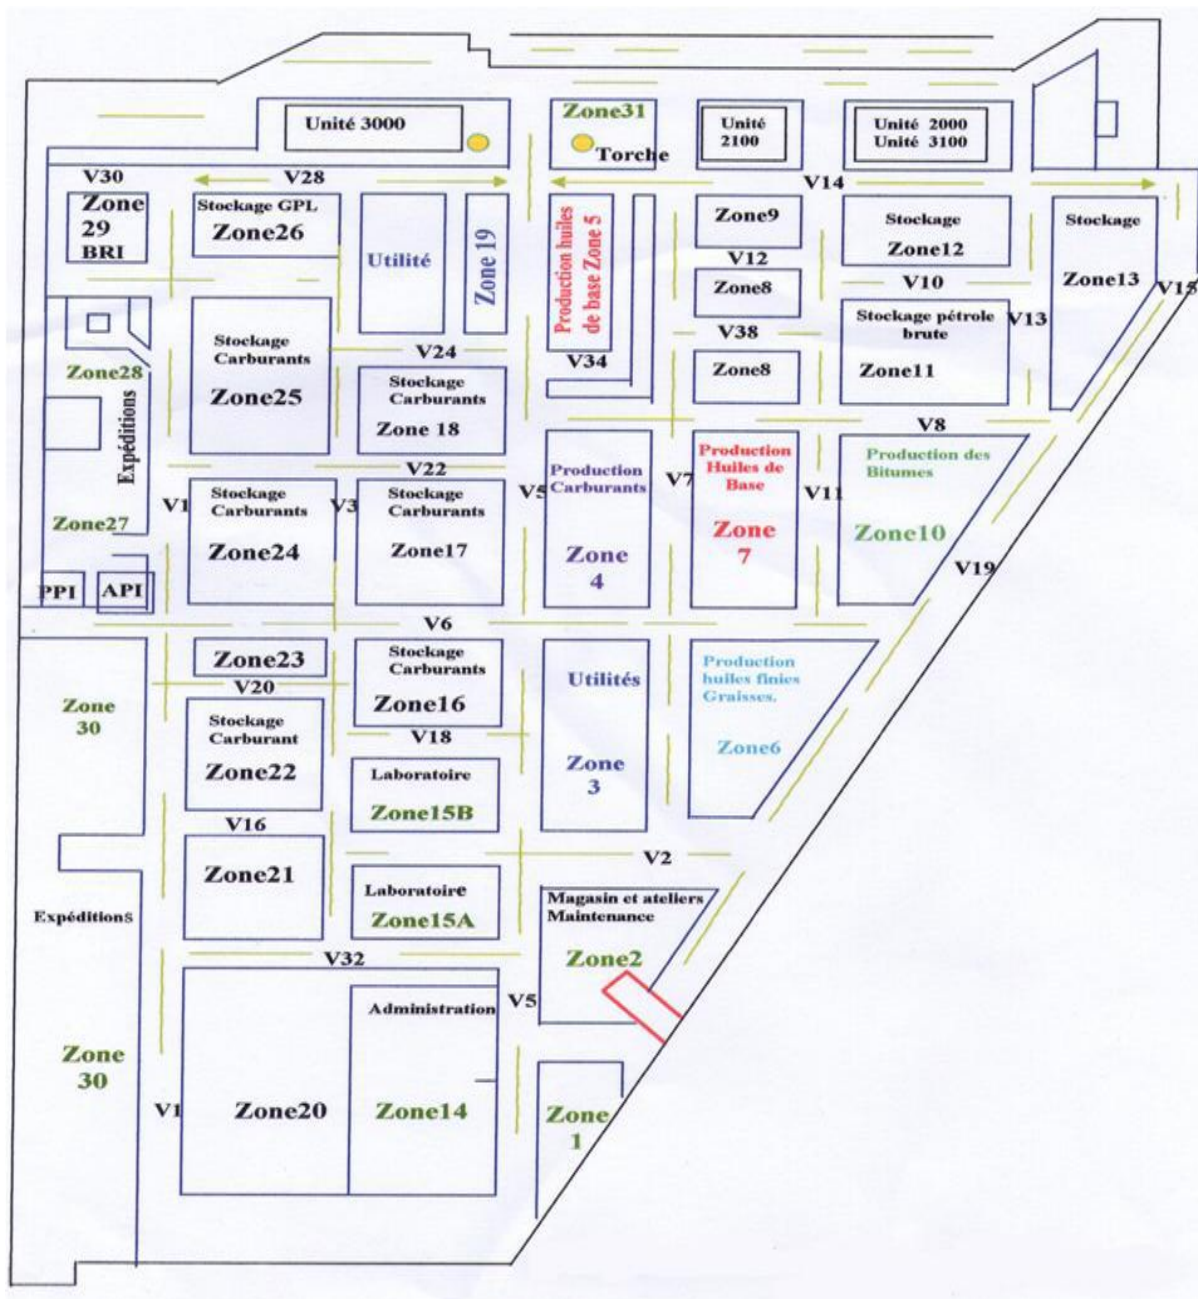 Unité 3000
Zone31
Torche
Unité
2100
Unité 2000
Unité 3100
V30
V28
V14
Zone
29
BRI
Stockage GPL
Zone26
Utilité
Zone 19
Production huiles
de base Zone 5
Zone9
Stockage
Zone12
Stockage
Zone13
V12
V10
V15
Zone8
Stockage pétrole
brute
Zone11
V13
V38
Stockage
Carburants
Zone25
V24
V34
Zone8
Zone28
Expéditions
Stockage
Carburants
Zone 18
V8
V22
Production
Carburants
Zone
4
Production
Huiles de
Base
Zone
7
Production des
Bitumes
Zone10
V1
Stockage
Carburants
Zone24
V3
Stockage
Carburants
Zone17
V5
V7
V11
Zone27
V19
PPI
API
V6
Zone23
Stockage
Carburants
Zone16
Utilités
Zone
3
Production
huiles finies
Graisses.
Zone6
V20
Zone
30
Stockage
Carburant
Zone22
V18
Laboratoire
Zone15B
V16
V2
Zone21
Laboratoire
Zone15A
Magasin et ateliers
Maintenance
Zone2
Expéditions
V32
V5
Administration
Zone
30
V1
Zone20
Zone14
Zone
1